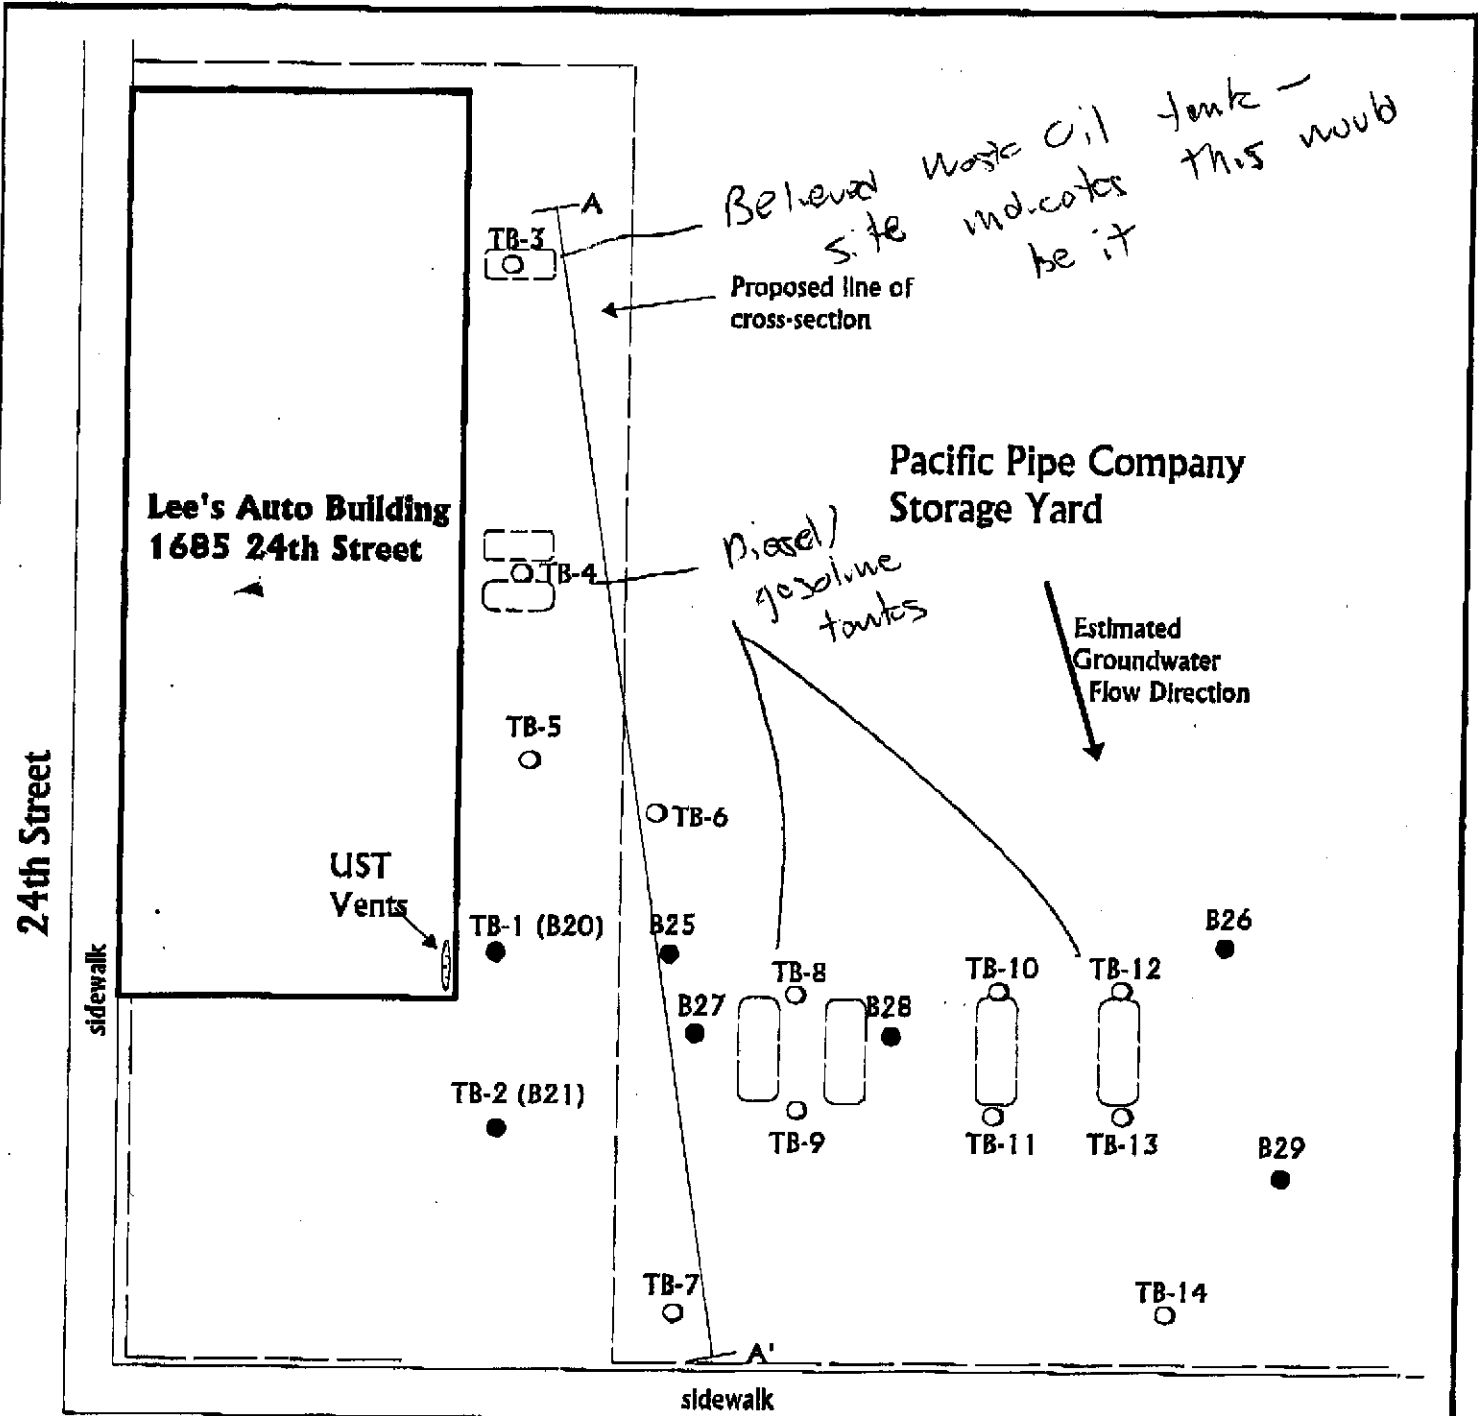 Believed Waste Oil tank –
site indicates this would
be it
A
TB-3
Proposed line of
cross-section
Pacific Pipe Company
Storage Yard
Lee's Auto Building
1685 24th Street
Diesel/
gasoline
tanks
TB-4
Estimated
Groundwater
Flow Direction
TB-5
TB-6
24th Street
UST
Vents
TB-1 (B20)
B25
B26
sidewalk
TB-8
TB-10
TB-12
B27
B28
TB-2 (B21)
TB-9
TB-11
TB-13
B29
TB-7
TB-14
A'
sidewalk